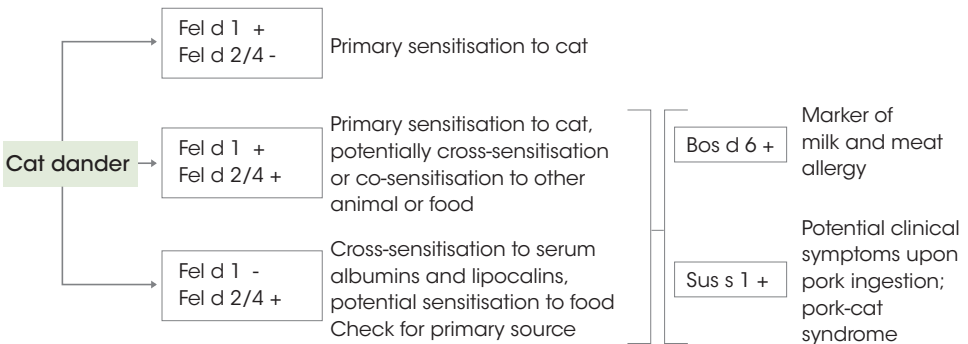 Cat dander
Fel d 1 +
Fel d 2/4 -
Primary sensitisation to cat
Fel d 1 +
Fel d 2/4 +
Primary sensitisation to cat,
potentially cross-sensitisation
or co-sensitisation to other
animal or food
Fel d 1 -
Fel d 2/4 +
Cross-sensitisation to serum
albumins and lipocalins,
potential sensitisation to food
Check for primary source
Bos d 6 +
Marker of
milk and meat
allergy
Sus s 1 +
Potential clinical
symptoms upon
pork ingestion;
pork-cat
syndrome